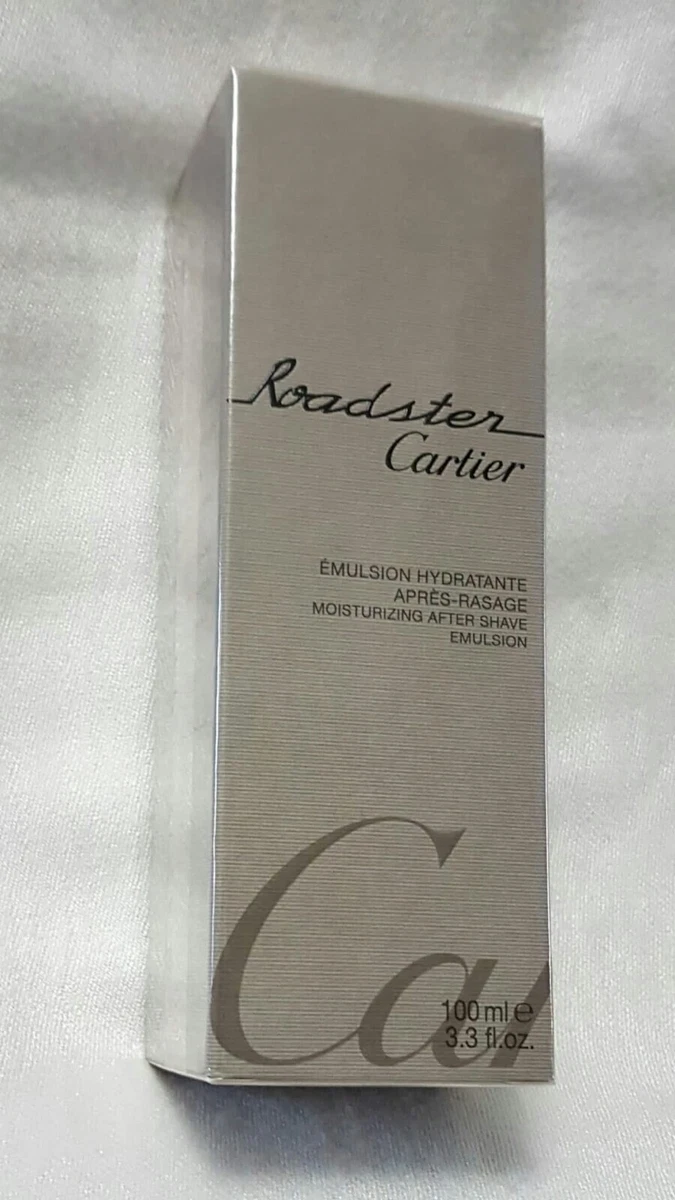 Roadster
Cartier
ÉMULSION HYDRATANTE
APRÈS-RASAGE
MOISTURIZING AFTER SHAVE
EMULSION
Ca
100 ml ℮
3.3 fl.oz.